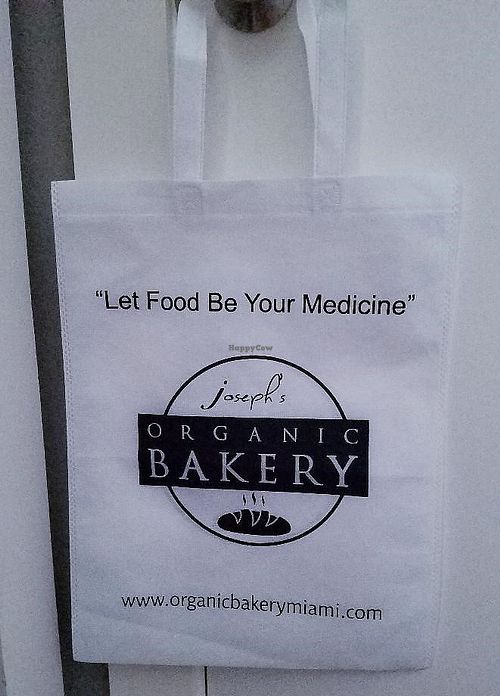 “Let Food Be Your Medicine”
HappyCow
joseph's
ORGANIC
BAKERY
www.organicbakerymiami.com